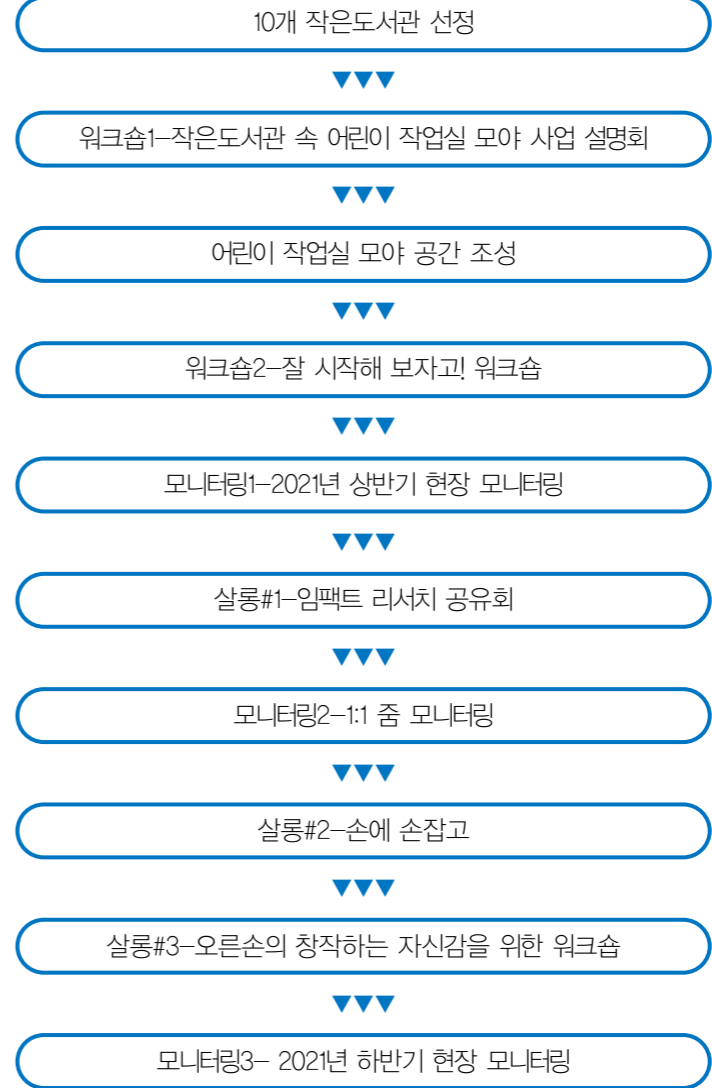 10개 작은도서관 선정
▼▼▼
워크숍1-작은도서관 속 어린이 작업실 모야 사업 설명회
▼▼▼
어린이 작업실 모야 공간 조성
▼▼▼
워크숍2-잘 시작해 보자고! 워크숍
▼▼▼
모니터링1-2021년 상반기 현장 모니터링
▼▼▼
살롱#1-임팩트 리서치 공유회
▼▼▼
모니터링2-1:1 줌 모니터링
▼▼▼
살롱#2-손에 손잡고
▼▼▼
살롱#3-오른손의 창작하는 자신감을 위한 워크숍
▼▼▼
모니터링3- 2021년 하반기 현장 모니터링